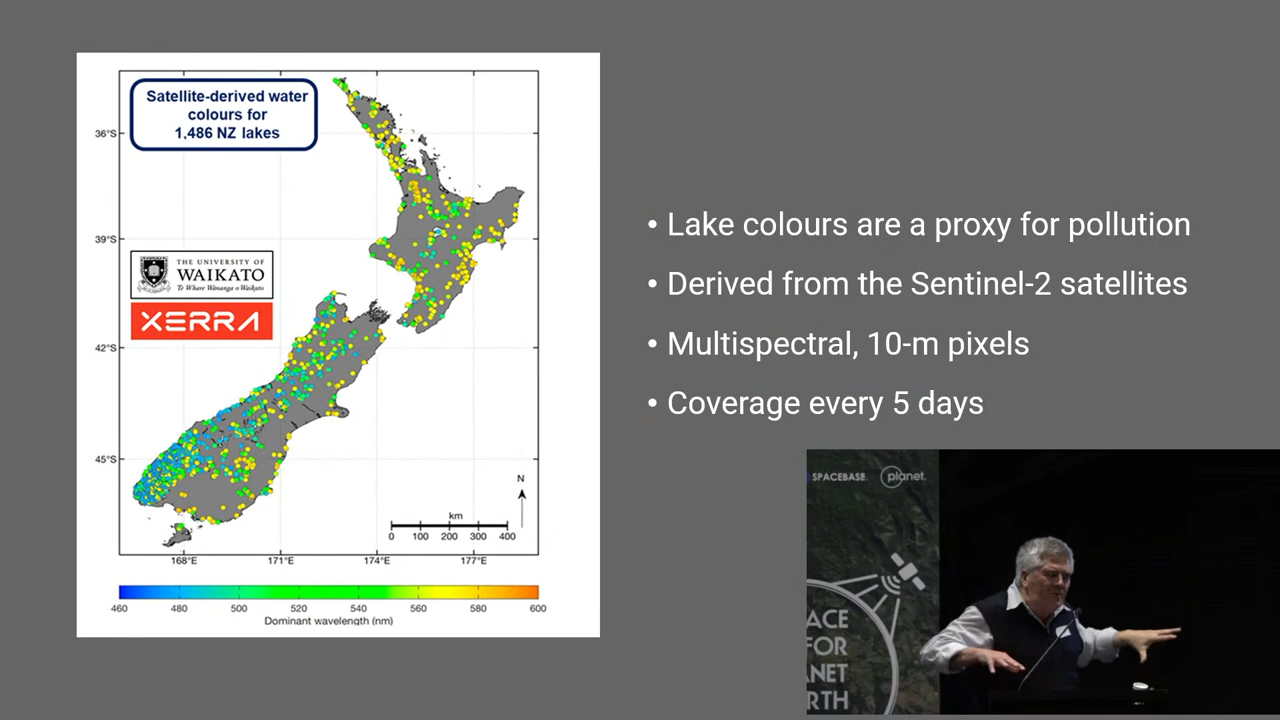 Satellite-derived water
colours for
1,486 NZ lakes
36°S
39°S
42°S
45°S
THE UNIVERSITY OF
WAIKATO
Te Whare Wānanga o Waikato
XERRA
N
km
0 100 200 300 400
168°E 171°E 174°E 177°E
460 480 500 520 540 560 580 600
Dominant wavelength (nm)
• Lake colours are a proxy for pollution
• Derived from the Sentinel-2 satellites
• Multispectral, 10-m pixels
• Coverage every 5 days
SPACEBASE planet.
ACE
FOR
ANET
RTH